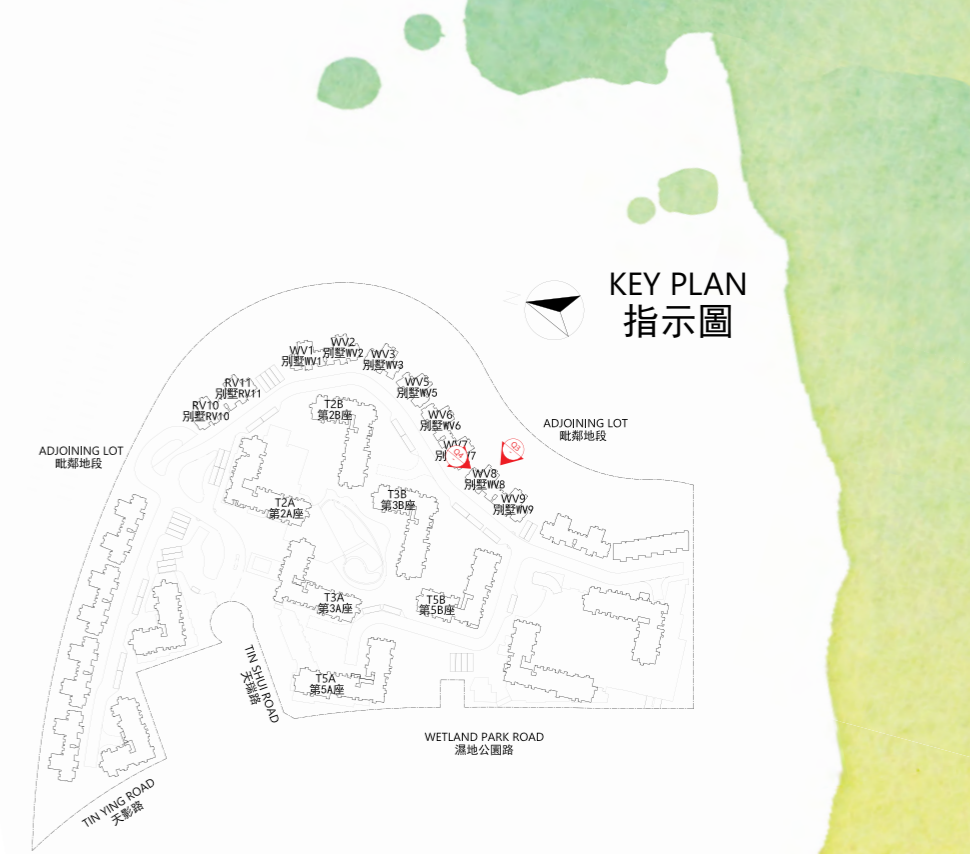 KEY PLAN
指示圖
N
WV2
別墅WV2
WV1
別墅WV1
WV3
別墅WV3
RV11
別墅RV11
WV5
別墅WV5
RV10
別墅RV10
T2B
第2B座
WV6
別墅WV6
ADJOINING LOT
毗鄰地段
ADJOINING LOT
毗鄰地段
WV7
Q4
Q3
WV8
別墅WV8
T3B
第3B座
WV9
別墅WV9
T2A
第2A座
T3A
第3A座
T5B
第5B座
T5A
第5A座
TIN SHUI ROAD
天瑞路
WETLAND PARK ROAD
濕地公園路
TIN YING ROAD
天影路